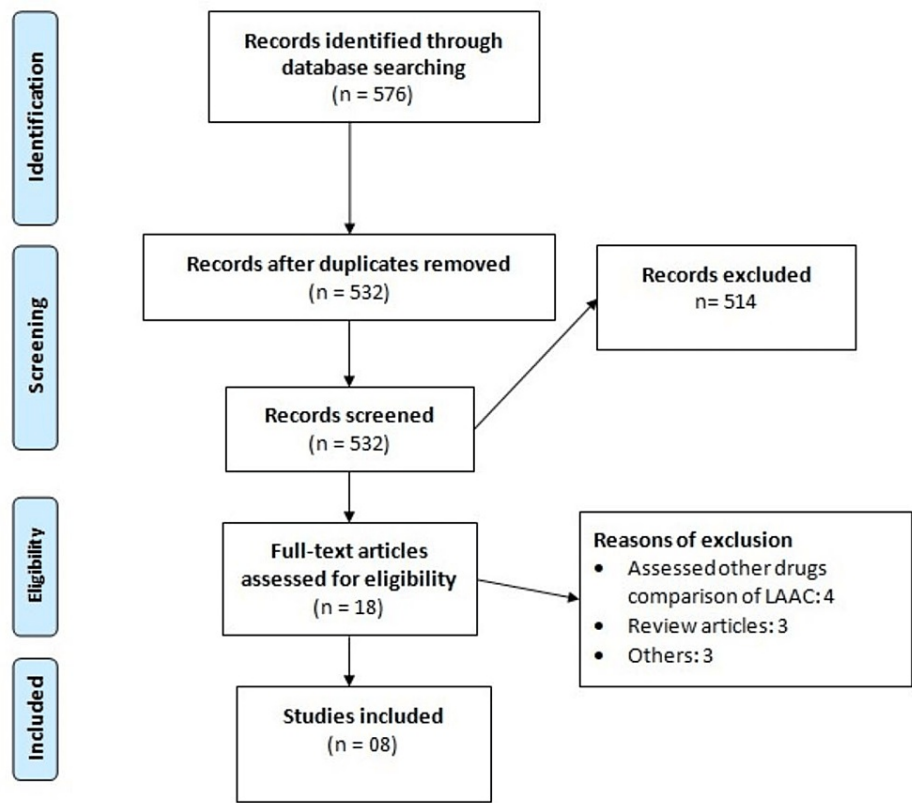 Identification
Records identified through
database searching
(n = 576)
Screening
Records after duplicates removed
(n = 532)
Records excluded
n= 514
Records screened
(n = 532)
Eligibility
Full-text articles
assessed for eligibility
(n = 18)
Reasons of exclusion
• Assessed other drugs
comparison of LAAC: 4
• Review articles: 3
• Others: 3
Included
Studies included
(n = 08)